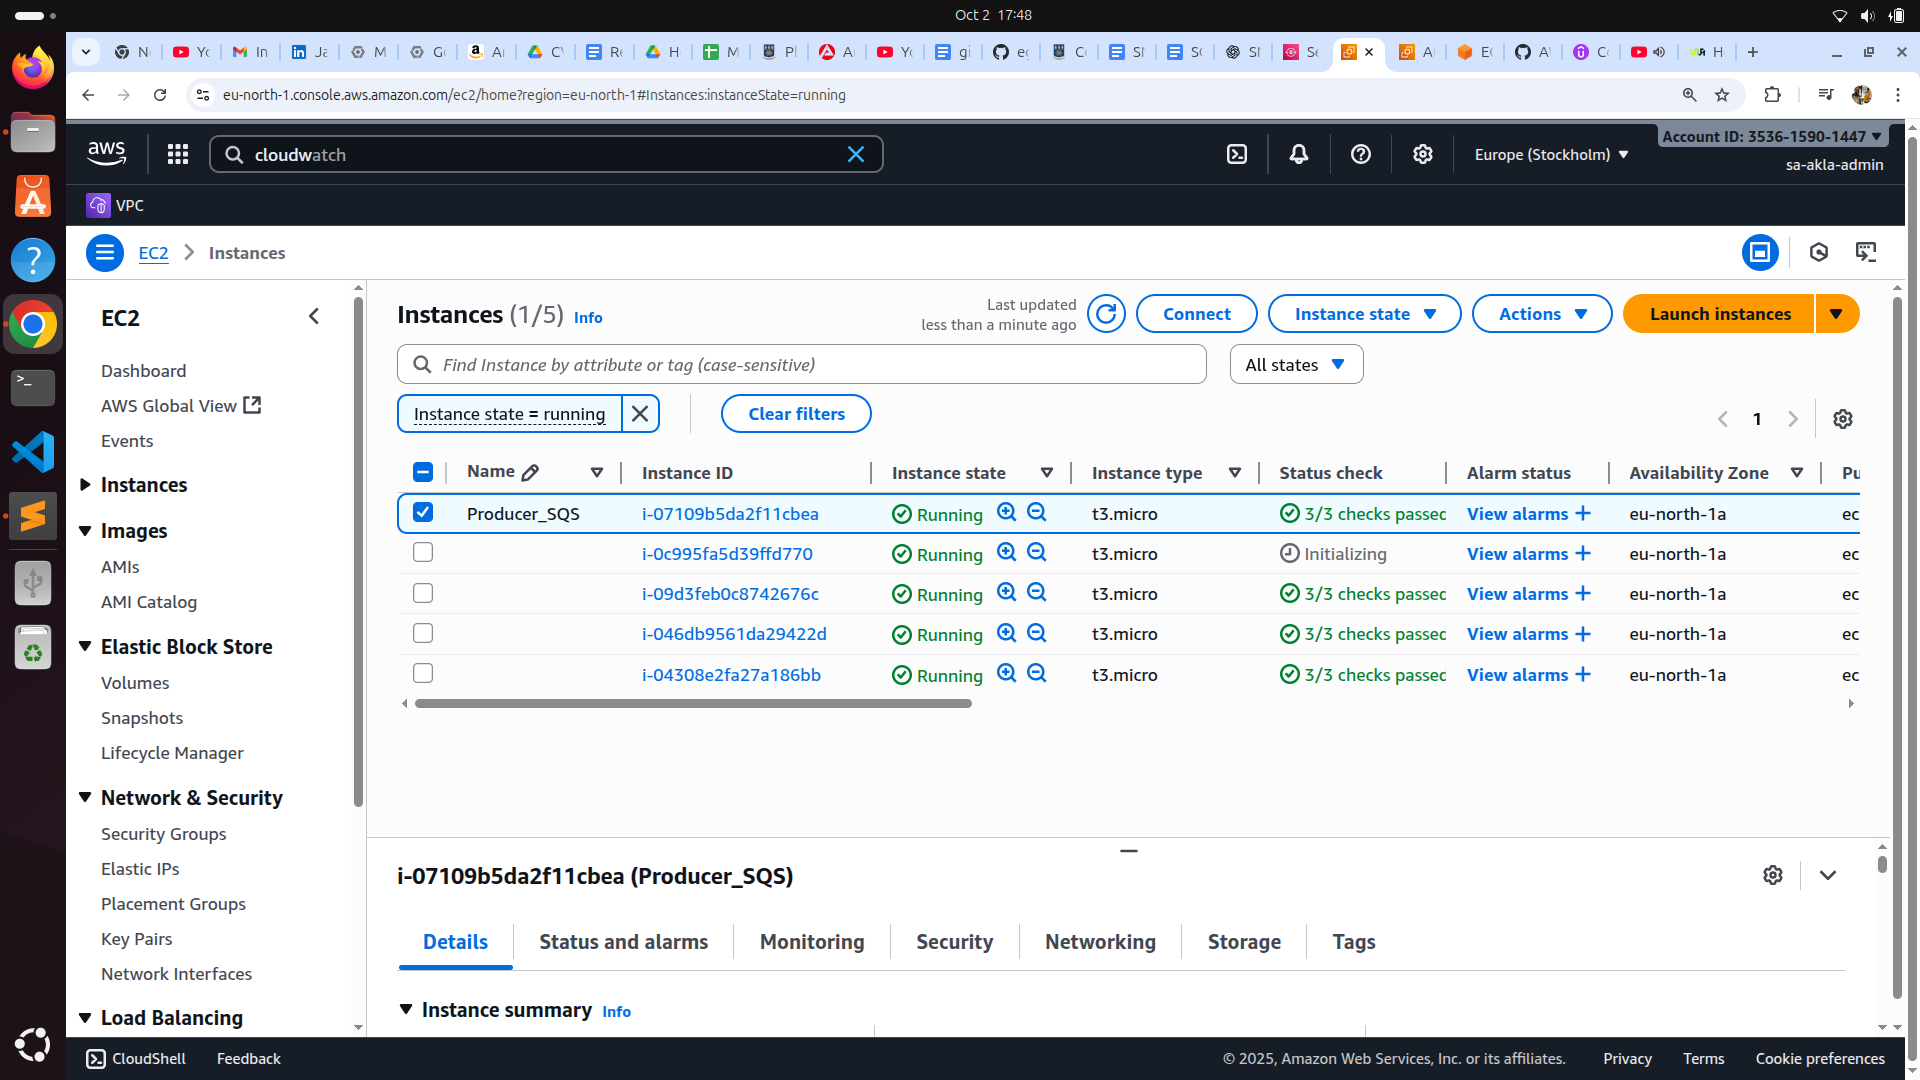 Oct 2 17:48
eu-north-1.console.aws.amazon.com/ec2/home?region=eu-north-1#Instances:instanceState=running
aws
cloudwatch
Europe (Stockholm)
Account ID: 3536-1590-1447
sa-akla-admin
VPC
EC2
Instances
EC2
Dashboard
AWS Global View
Events
Instances
Images
AMIs
AMI Catalog
Elastic Block Store
Volumes
Snapshots
Lifecycle Manager
Network & Security
Security Groups
Elastic IPs
Placement Groups
Key Pairs
Network Interfaces
Load Balancing
Instances (1/5) Info
Last updated
less than a minute ago
Connect
Instance state
Actions
Launch instances
Find Instance by attribute or tag (case-sensitive)
All states
Instance state = running
Clear filters
1
Name Instance ID Instance state Instance type Status check Alarm status Availability Zone Pu
Producer_SQS i-07109b5da2f11cbea Running t3.micro 3/3 checks passed View alarms + eu-north-1a ec
i-0c995fa5d39ffd770 Running t3.micro Initializing View alarms + eu-north-1a ec
i-09d3feb0c8742676c Running t3.micro 3/3 checks passed View alarms + eu-north-1a ec
i-046db9561da29422d Running t3.micro 3/3 checks passed View alarms + eu-north-1a ec
i-04308e2fa27a186bb Running t3.micro 3/3 checks passed View alarms + eu-north-1a ec
i-07109b5da2f11cbea (Producer_SQS)
Details
Status and alarms
Monitoring
Security
Networking
Storage
Tags
Instance summary Info
CloudShell
Feedback
© 2025, Amazon Web Services, Inc. or its affiliates.
Privacy
Terms
Cookie preferences